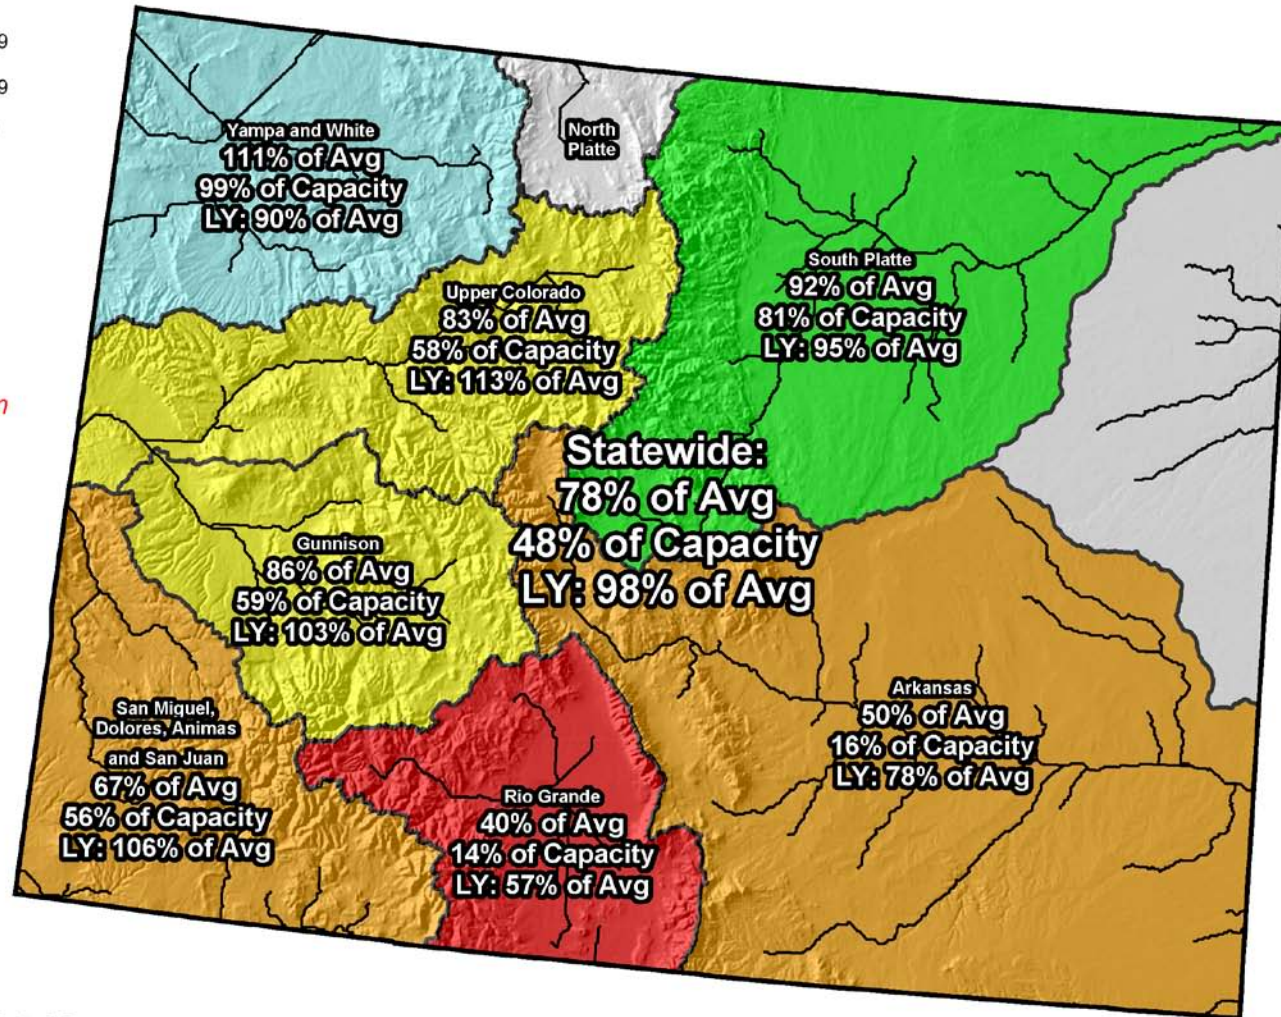 9
9
Yampa and White
111% of Avg
99% of Capacity
LY: 90% of Avg
North
Platte
South Platte
92% of Avg
81% of Capacity
LY: 95% of Avg
Upper Colorado
83% of Avg
58% of Capacity
LY: 113% of Avg
n
Statewide:
78% of Avg
48% of Capacity
LY: 98% of Avg
Gunnison
86% of Avg
59% of Capacity
LY: 103% of Avg
San Miguel,
Dolores, Animas
and San Juan
67% of Avg
56% of Capacity
LY: 106% of Avg
Arkansas
50% of Avg
16% of Capacity
LY: 78% of Avg
Rio Grande
40% of Avg
14% of Capacity
LY: 57% of Avg